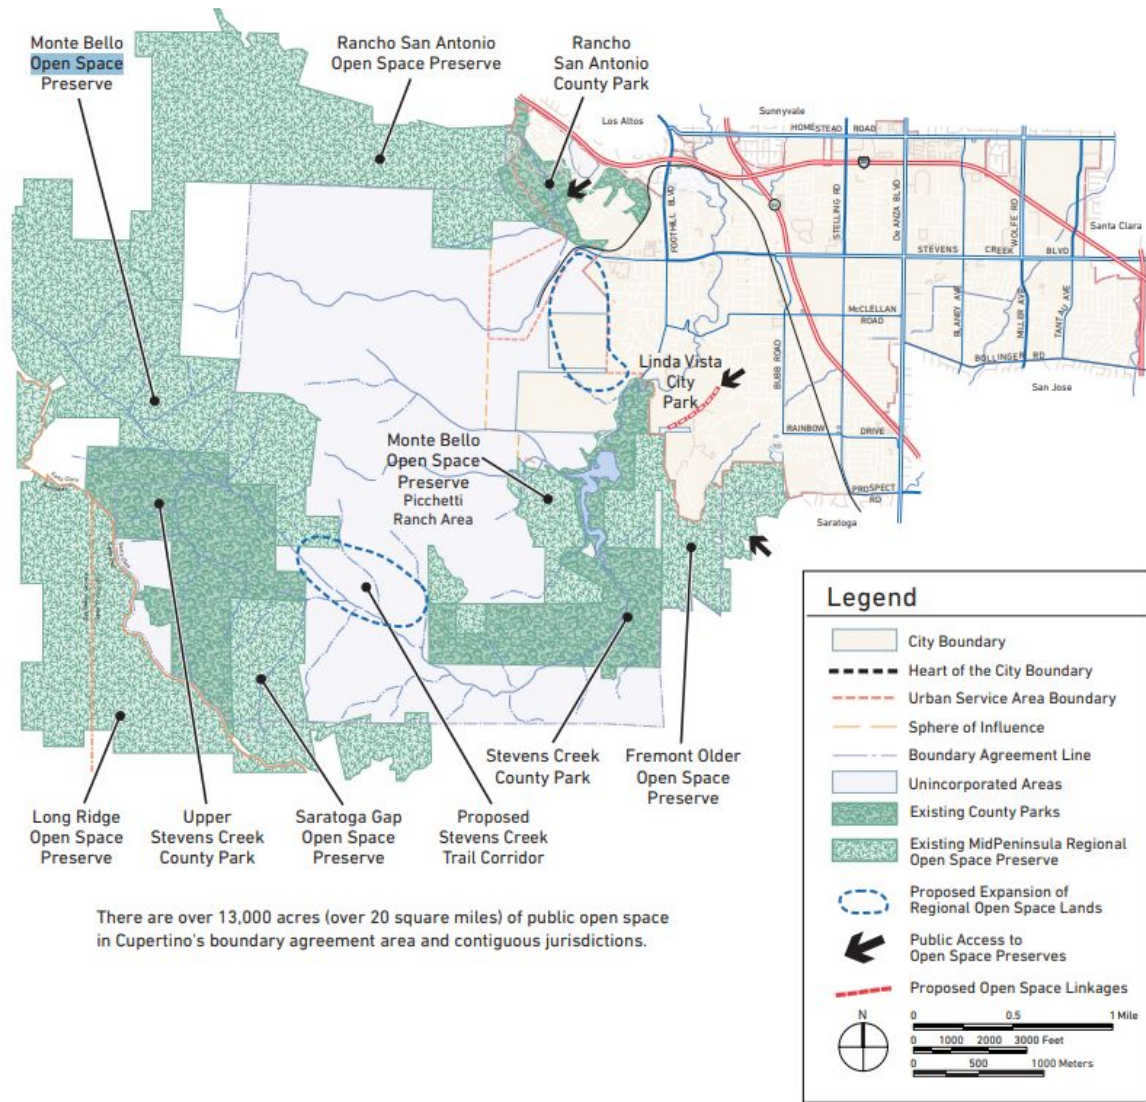 Monte Bello
Open Space
Preserve
Rancho San Antonio
Open Space Preserve
Rancho
San Antonio
County Park
Los Altos
Sunnyvale
HOMESTEAD ROAD
FOOTHILL BLVD
STELLING RD
De ANZA BLVD
WOLFE RD
Santa Clara
STEVENS CREEK BLVD
BLANEY AVE
MILLER AVE
TANTAU AVE
McCLELLAN
ROAD
BUBB ROAD
BOLLINGER RD
San Jose
Linda Vista
City
Park
RAINBOW DRIVE
Monte Bello
Open Space
Preserve
Picchetti
Ranch Area
PROSPECT
RD
Saratoga
Long Ridge
Open Space
Preserve
Upper
Stevens Creek
County Park
Saratoga Gap
Open Space
Preserve
Proposed
Stevens Creek
Trail Corridor
Stevens Creek
County Park
Fremont Older
Open Space
Preserve
There are over 13,000 acres (over 20 square miles) of public open space
in Cupertino's boundary agreement area and contiguous jurisdictions.
Legend
City Boundary
Heart of the City Boundary
Urban Service Area Boundary
Sphere of Influence
Boundary Agreement Line
Unincorporated Areas
Existing County Parks
Existing MidPeninsula Regional
Open Space Preserve
Proposed Expansion of
Regional Open Space Lands
Public Access to
Open Space Preserves
Proposed Open Space Linkages
N
0 0.5 1 Mile
0 1000 2000 3000 Feet
0 500 1000 Meters